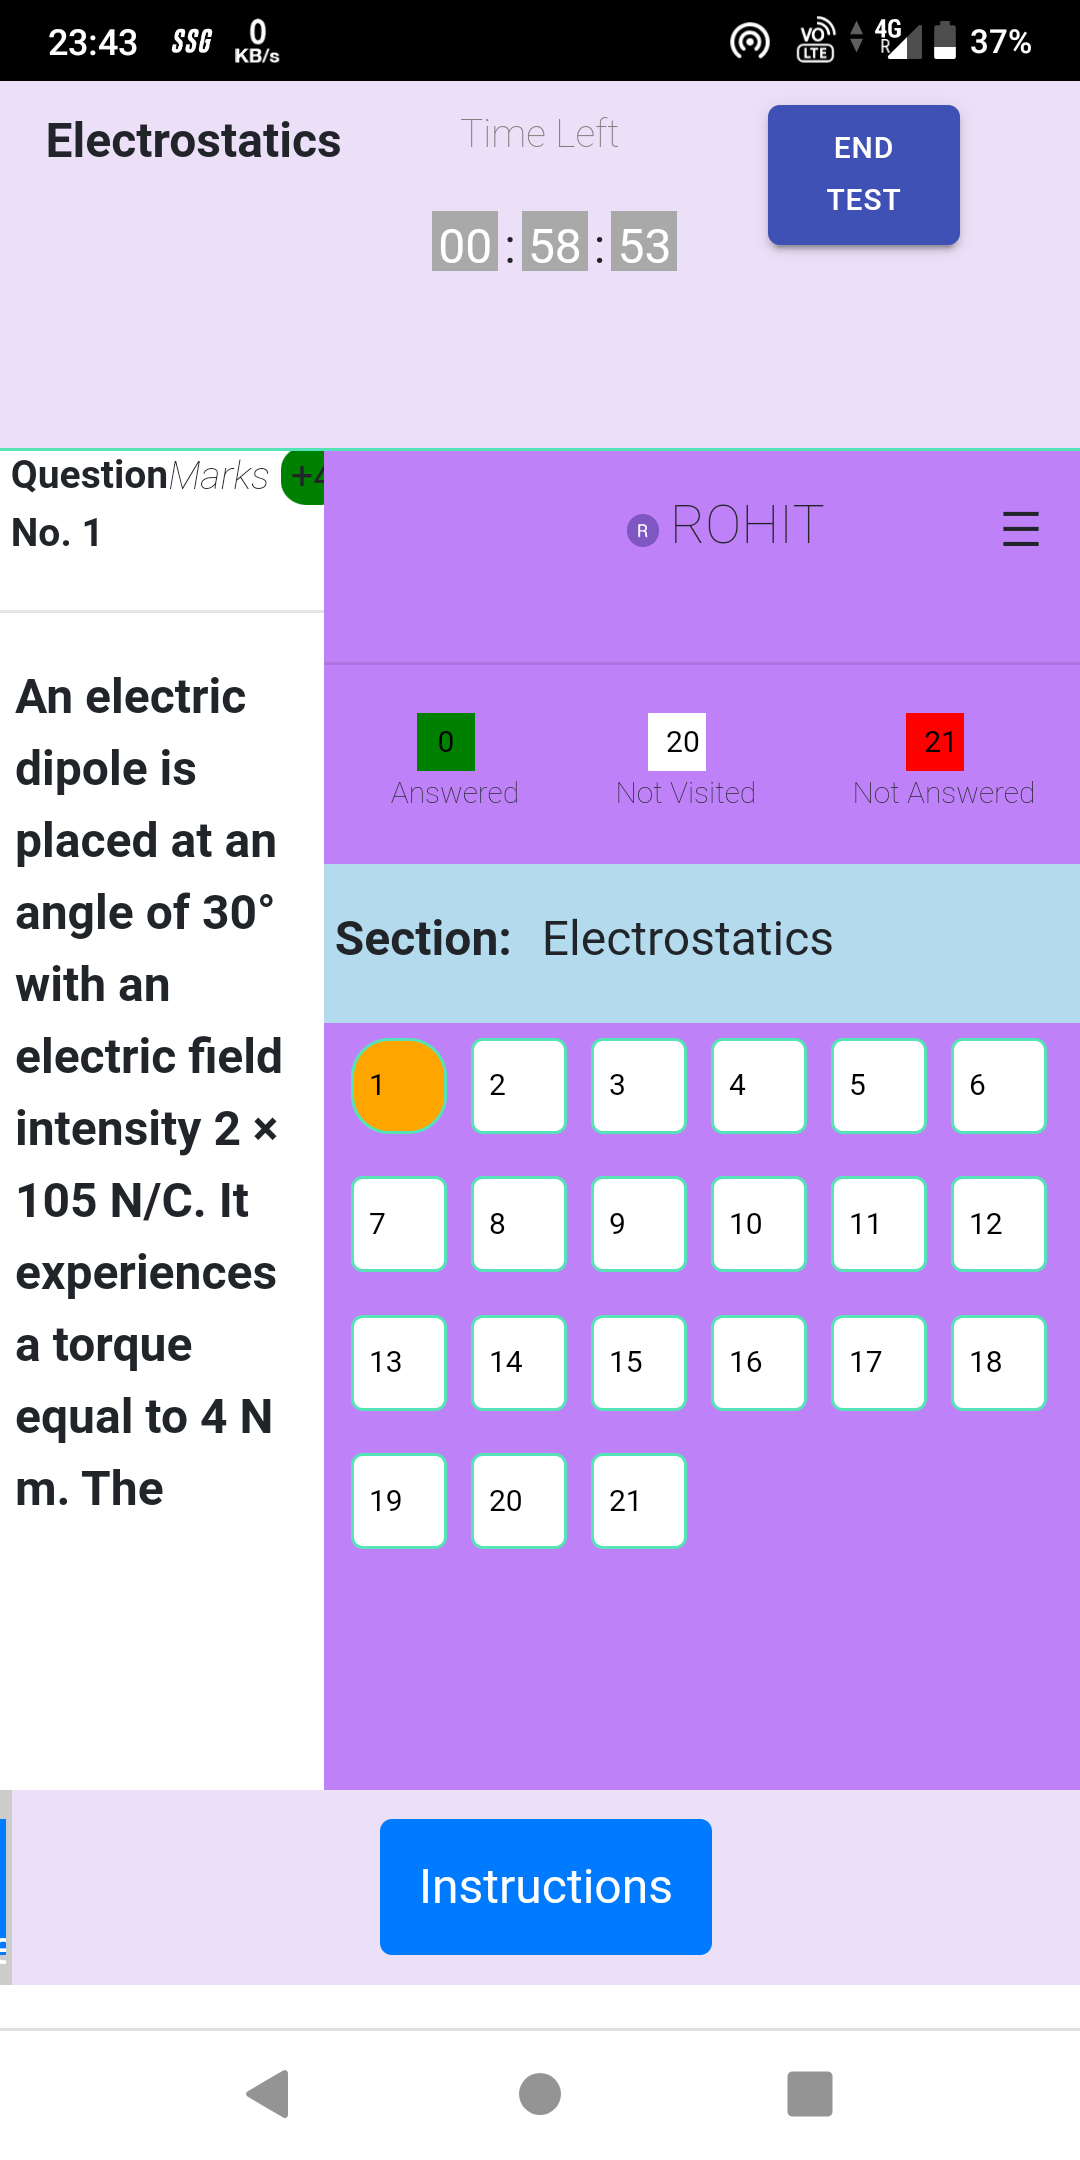 23:43 SSG 0 KB/s VO LTE 4G R 37%
Electrostatics
Time Left
END
TEST
00 : 58 : 53
Question Marks +4
No. 1
R ROHIT
An electric
dipole is
placed at an
angle of 30°
with an
electric field
intensity 2 ×
105 N/C. It
experiences
a torque
equal to 4 N
m. The
0 20 21
Answered Not Visited Not Answered
Section: Electrostatics
1 2 3 4 5 6
7 8 9 10 11 12
13 14 15 16 17 18
19 20 21
Instructions